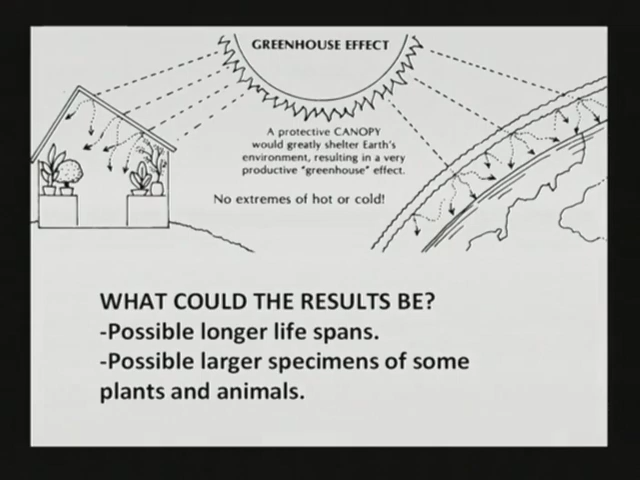 GREENHOUSE EFFECT
A protective CANOPY
would greatly shelter Earth's
environment, resulting in a very
productive "greenhouse" effect.
No extremes of hot or cold!
WHAT COULD THE RESULTS BE?
-Possible longer life spans.
-Possible larger specimens of some
plants and animals.